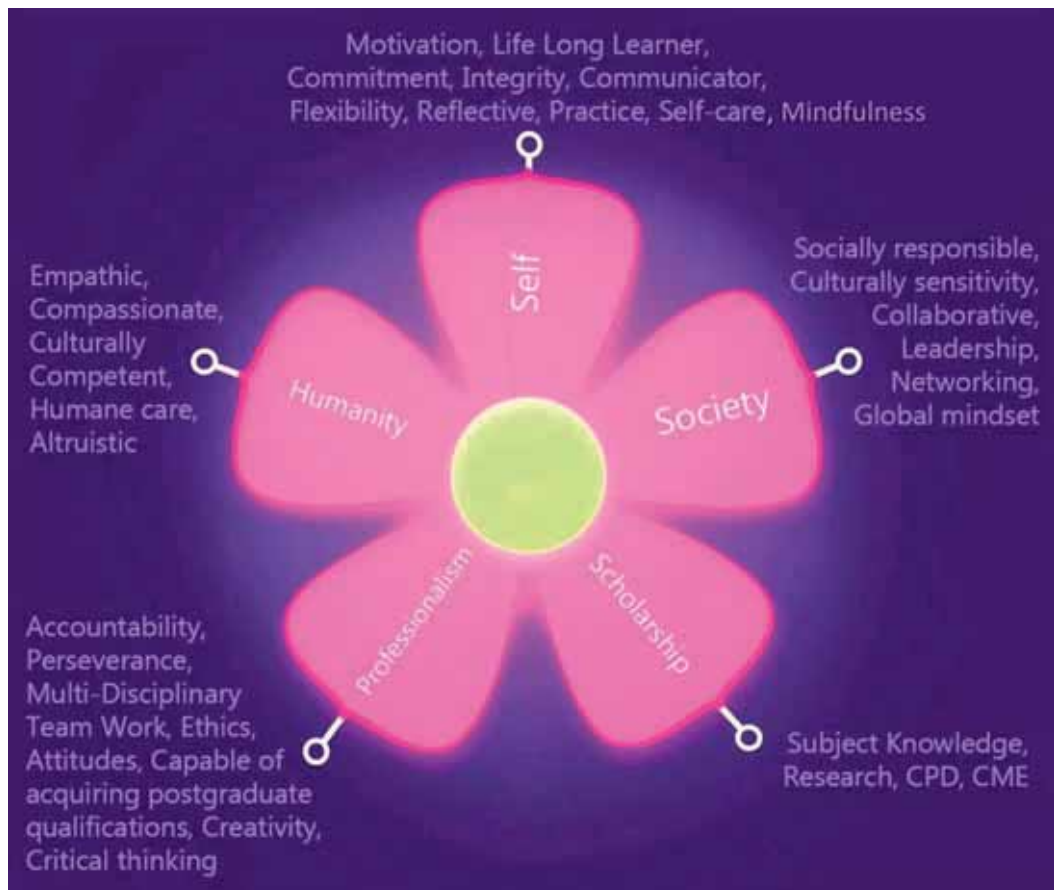 Motivation, Life Long Learner,
Commitment, Integrity, Communicator,
Flexibility, Reflective, Practice, Self-care, Mindfulness
Self
Socially responsible,
Culturally sensitivity,
Collaborative,
Leadership,
Networking,
Global mindset
Society
Empathic,
Compassionate,
Culturally
Competent,
Humane care,
Altruistic
Humanity
Professionalism
Scholarship
Accountability,
Perseverance,
Multi-Disciplinary
Team Work, Ethics,
Attitudes, Capable of
acquiring postgraduate
qualifications, Creativity,
Critical thinking
Subject Knowledge,
Research, CPD, CME